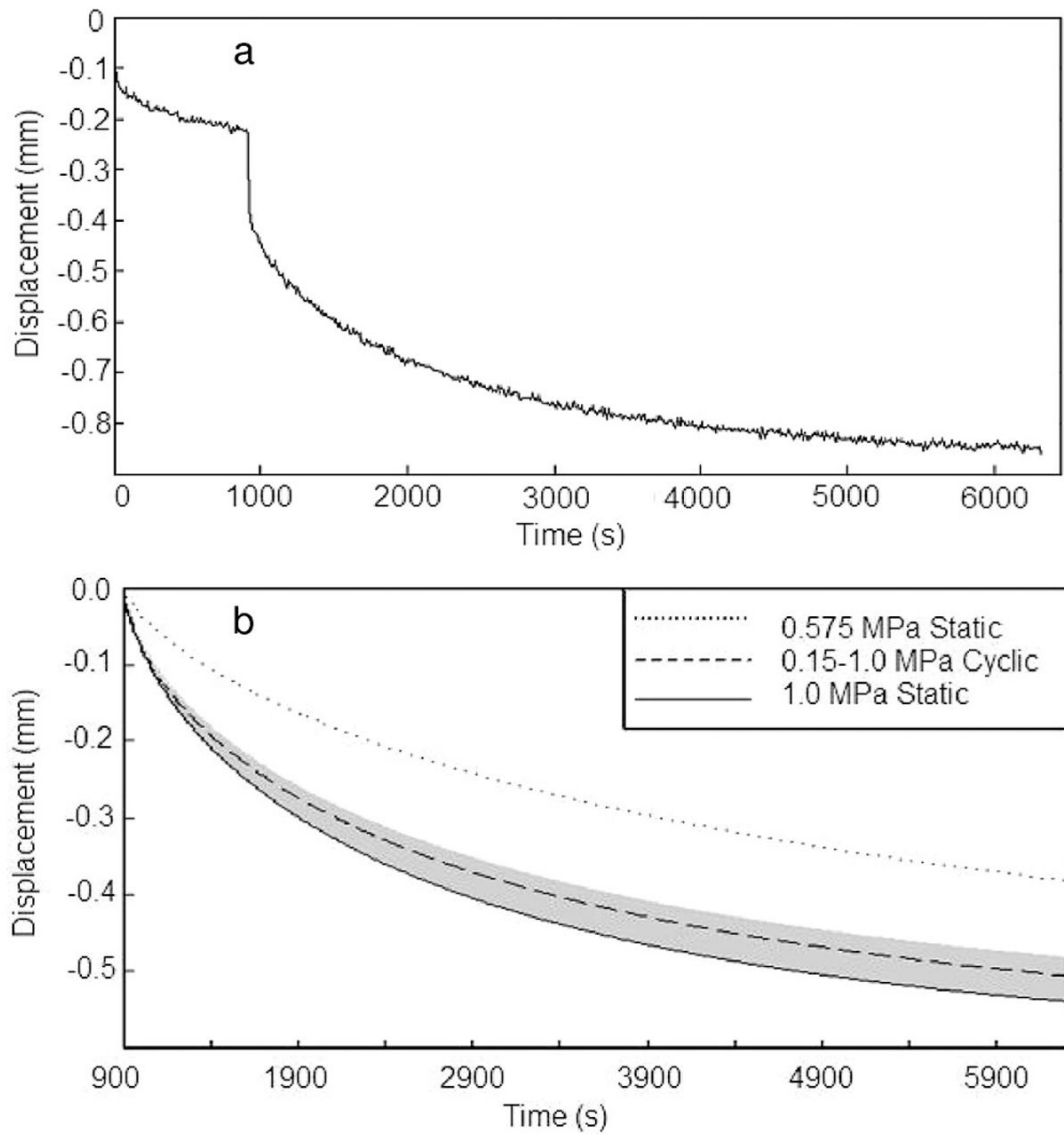 a
0
-0.1
-0.2
-0.3
-0.4
-0.5
-0.6
-0.7
-0.8
Displacement (mm)
0 1000 2000 3000 4000 5000 6000
Time (s)
b
0.0
-0.1
-0.2
-0.3
-0.4
-0.5
Displacement (mm)
0.575 MPa Static
0.15-1.0 MPa Cyclic
1.0 MPa Static
900 1900 2900 3900 4900 5900
Time (s)